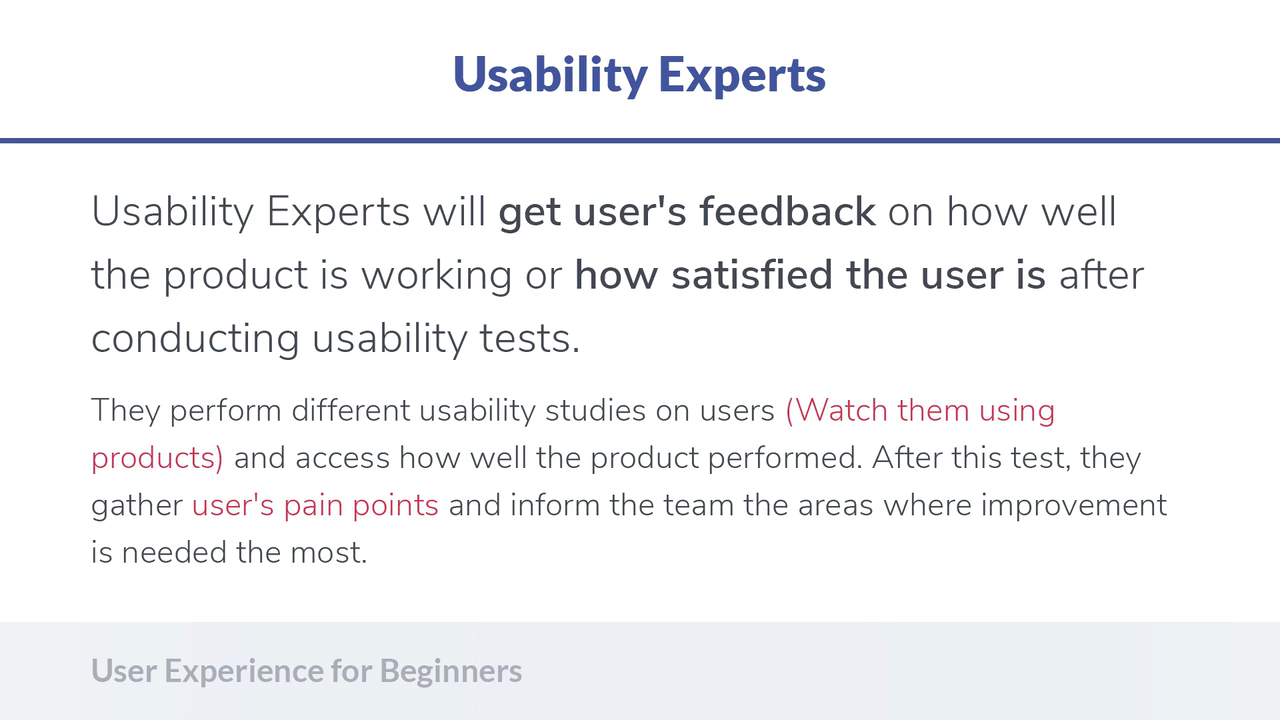 Usability Experts
Usability Experts will get user's feedback on how well
the product is working or how satisfied the user is after
conducting usability tests.
They perform different usability studies on users (Watch them using
products) and access how well the product performed. After this test, they
gather user's pain points and inform the team the areas where improvement
is needed the most.
User Experience for Beginners